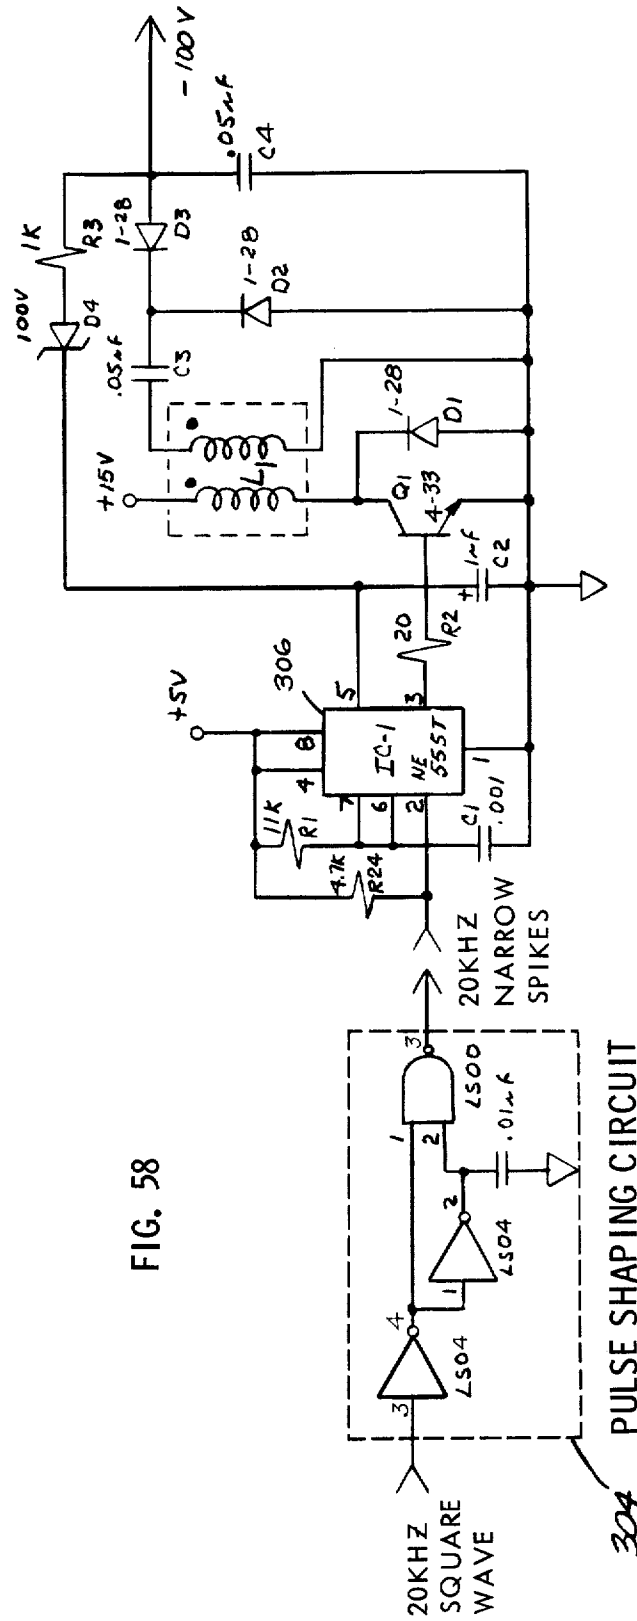 FIG. 58
20KHZ
SQUARE
WAVE
3
4
LS04
1
2
LS04
1
2
3
LS00
.01µF
304
PULSE SHAPING CIRCUIT
20KHZ
NARROW
SPIKES
+5V
11K
R1
4.7K
R24
C1
.001
306
7
6
2
4
8
5
3
1
IC-1
NE
555T
20
R2
+
1µF
C2
+15V
L1
Q1
4-33
1-28
D1
.05µF
C3
1-28
D2
100V
D4
1K
R3
1-28
D3
.05µF
C4
-100V